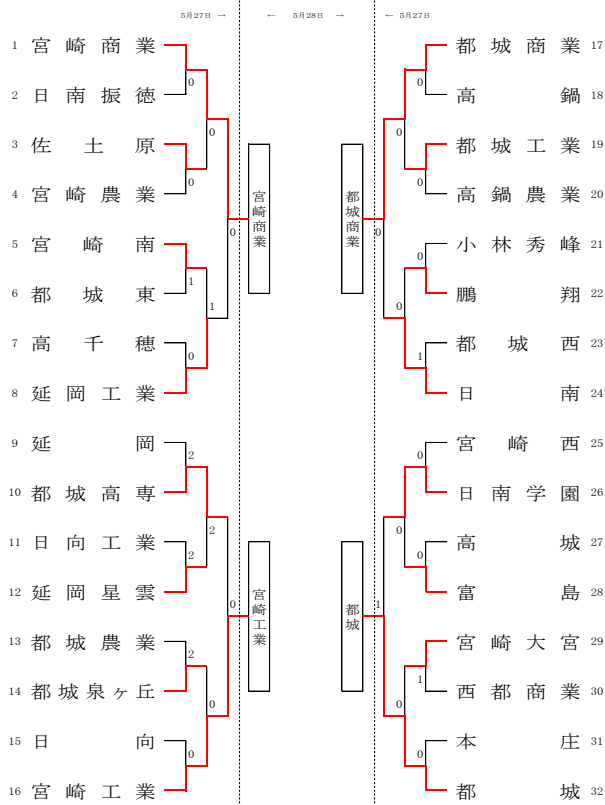 5月27日 → ← 5月28日 → ← 5月27日
1 宮崎商業
0
2 日南振徳
0
3 佐土原
0
4 宮崎農業
0
宮崎商業
5 宮崎南
1
6 都城東
1
7 高千穂
0
8 延岡工業
9 延岡
2
10 都城高専
2
11 日向工業
2
12 延岡星雲
0
宮崎工業
13 都城農業
2
14 都城泉ヶ丘
0
15 日向
0
16 宮崎工業
都城商業 17
0
高鍋 18
0
都城工業 19
0
高鍋農業 20
0
都城商業
小林秀峰 21
0
鵬翔 22
0
都城西 23
1
日南 24
宮崎西 25
0
日南学園 26
0
高城 27
0
富島 28
1
都城
宮崎大宮 29
1
西都商業 30
0
本庄 31
0
都城 32